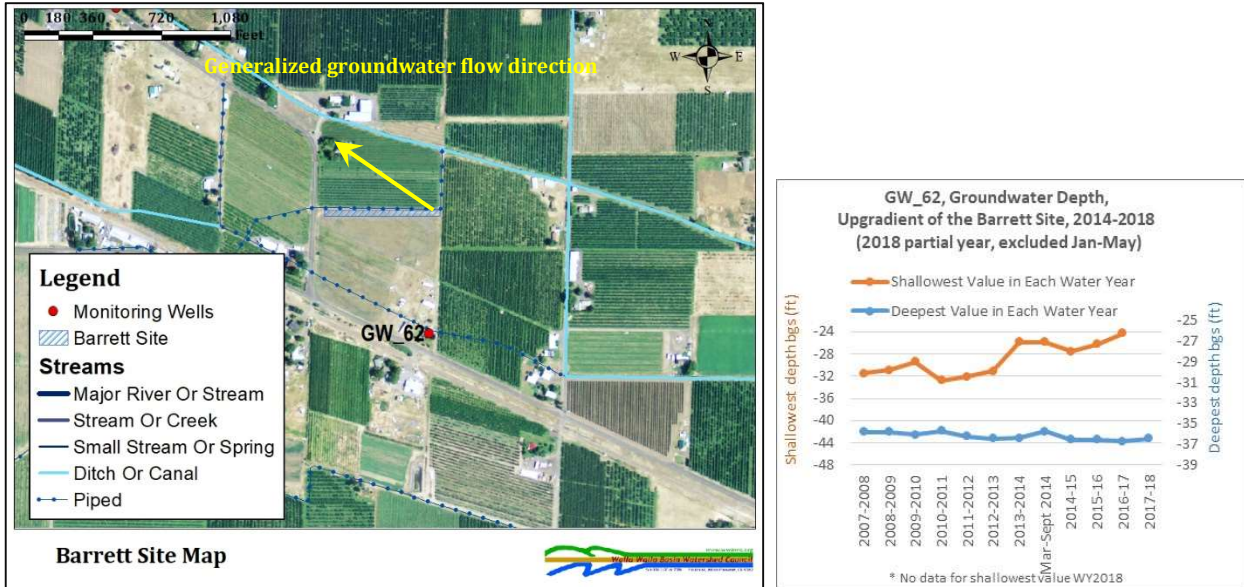 0 180 360 720 1,080
Feet
N
W E
S
Generalized groundwater flow direction
GW_62
Legend
Monitoring Wells
Barrett Site
Streams
Major River Or Stream
Stream Or Creek
Small Stream Or Spring
Ditch Or Canal
Piped
Barrett Site Map
Walla Walla Basin Watershed Council
GW_62, Groundwater Depth,
Upgradient of the Barrett Site, 2014-2018
(2018 partial year, excluded Jan-May)
Shallowest Value in Each Water Year
Deepest Value in Each Water Year
Shallowest depth bgs (ft)
-24
-28
-32
-36
-40
-44
-48
Deepest depth bgs (ft)
-25
-27
-29
-31
-33
-35
-37
-39
2007-2008
2008-2009
2009-2010
2010-2011
2011-2012
2012-2013
2013-2014
Mar-Sept 2014
2014-15
2015-16
2016-17
2017-18
* No data for shallowest value WY2018